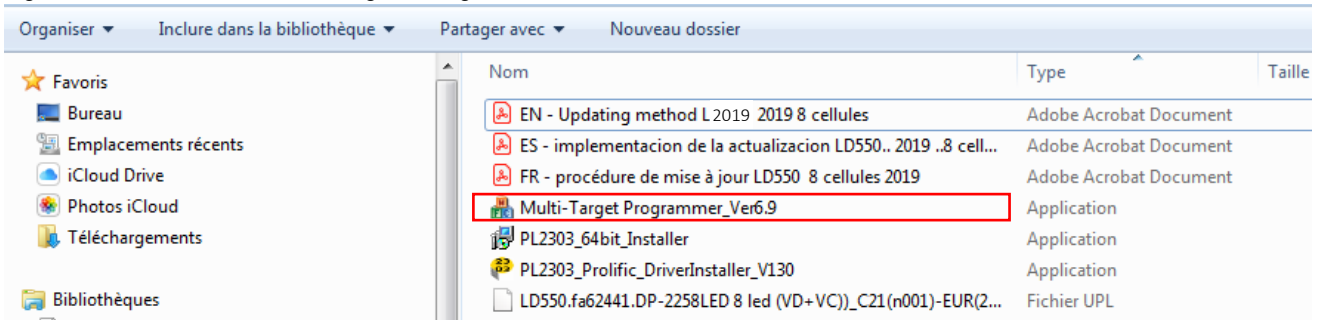 Organiser Inclure dans la bibliothèque Partager avec Nouveau dossier
Nom Type Taille
Favoris
Bureau
Emplacements récents
iCloud Drive
Photos iCloud
Téléchargements
Bibliothèques
EN - Updating method L 2019 2019 8 cellules Adobe Acrobat Document
ES - implementacion de la actualizacion LD550.. 2019 ..8 cell... Adobe Acrobat Document
FR - procédure de mise à jour LD550 8 cellules 2019 Adobe Acrobat Document
Multi-Target Programmer_Ver6.9 Application
PL2303_64bit_Installer Application
PL2303_Prolific_DriverInstaller_V130 Application
LD550.fa62441.DP-2258LED 8 led (VD+VC))_C21(n001)-EUR(2... Fichier UPL